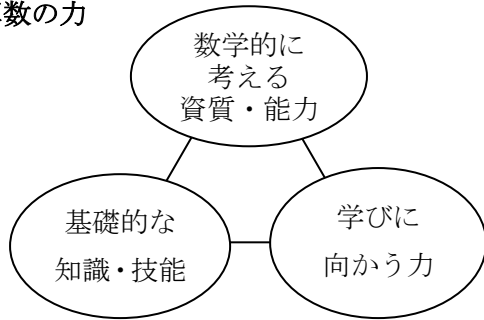 数の力
数学的に
考える
資質・能力
基礎的な
知識・技能
学びに
向かう力